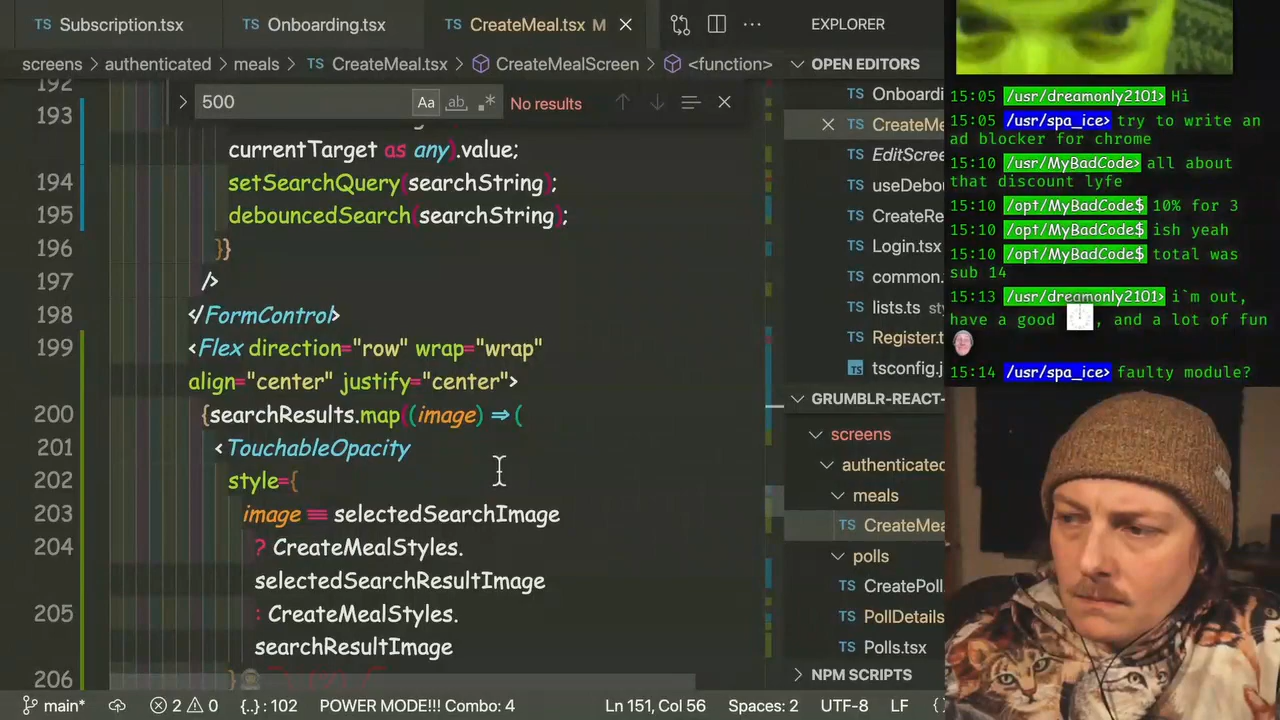 TS Subscription.tsx
TS Onboarding.tsx
TS CreateMeal.tsx M
EXPLORER
screens > authenticated > meals > TS CreateMeal.tsx > CreateMealScreen > <function>
192
500
Aa
ab
.*
No results
193
currentTarget as any).value;
194 setSearchQuery(searchString);
195 debouncedSearch(searchString);
196 }}
197 />
198 </FormControl>
199 <Flex direction="row" wrap="wrap"
align="center" justify="center">
200 {searchResults.map((image) => (
201 <TouchableOpacity
202 style={
203 image === selectedSearchImage
204 ? CreateMealStyles.
selectedSearchResultImage
205 : CreateMealStyles.
searchResultImage
206 }
main*
2 0
{..} : 102
POWER MODE!!! Combo: 4
Ln 151, Col 56
Spaces: 2
UTF-8
LF
{}
OPEN EDITORS
TS Onboardi
TS CreateMe
TS EditScree
TS useDebou
TS CreateRe
TS Login.tsx
TS common.
TS lists.ts sty
TS Register.t
tsconfig.j
GRUMBLR-REACT-
screens
authenticated
meals
TS CreateMea
polls
TS CreatePoll
TS PollDetails
TS Polls.tsx
NPM SCRIPTS
15:05 /usr/dreamonly2101> Hi
15:05 /usr/spa_ice> try to write an
ad blocker for chrome
15:10 /usr/MyBadCode> all about
that discount lyfe
15:10 /opt/MyBadCode$ 10% for 3
15:10 /opt/MyBadCode$ ish yeah
15:10 /opt/MyBadCode$ total was
sub 14
15:13 /usr/dreamonly2101> i`m out,
have a good , and a lot of fun
15:14 /usr/spa_ice> faulty module?